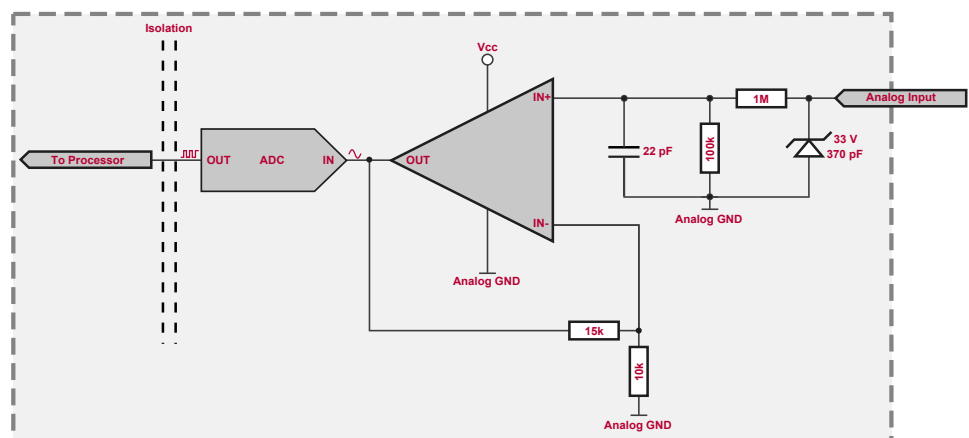 Isolation
Vcc
IN+
1M
Analog Input
To Processor
OUT
ADC
IN
OUT
22 pF
100k
33 V
370 pF
Analog GND
IN-
Analog GND
15k
10k
Analog GND